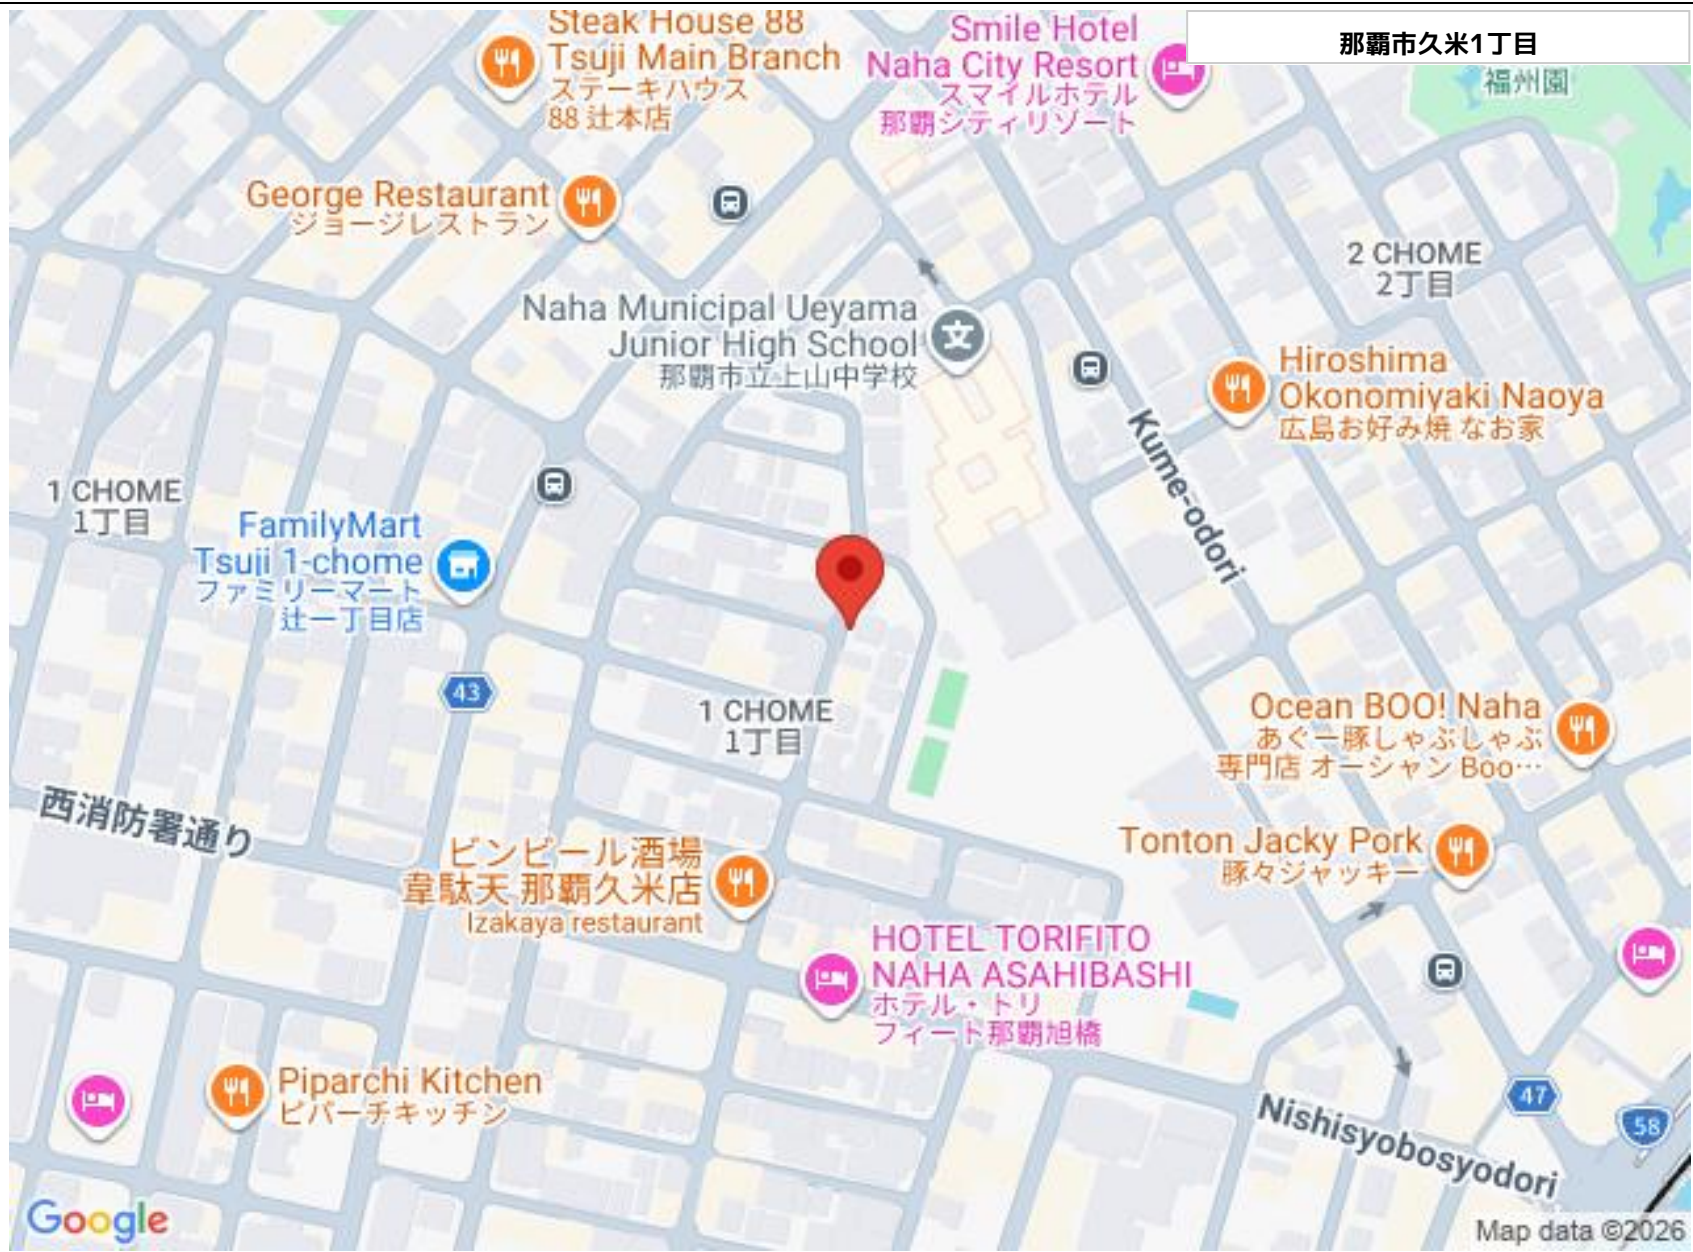 Steak House 88
Tsuji Main Branch
ステーキハウス
88 辻本店
Smile Hotel
Naha City Resort
スマイルホテル
那覇シティリゾート
那覇市久米1丁目
福州園
George Restaurant
ジョージレストラン
2 CHOME
2丁目
Naha Municipal Ueyama
Junior High School
那覇市立上山中学校
文
Hiroshima
Okonomiyaki Naoya
広島お好み焼 なお家
Kume-odori
1 CHOME
1丁目
FamilyMart
Tsuji 1-chome
ファミリーマート
辻一丁目店
43
1 CHOME
1丁目
Ocean BOO! Naha
あぐー豚しゃぶしゃぶ
専門店 オーシャン Boo…
西消防署通り
ビンビール酒場
韋駄天 那覇久米店
Izakaya restaurant
Tonton Jacky Pork
豚々ジャッキー
HOTEL TORIFITO
NAHA ASAHIBASHI
ホテル・トリ
フィート那覇旭橋
Piparchi Kitchen
ピパーチキッチン
47
58
Nishisyobosyodori
Google
Map data ©2026